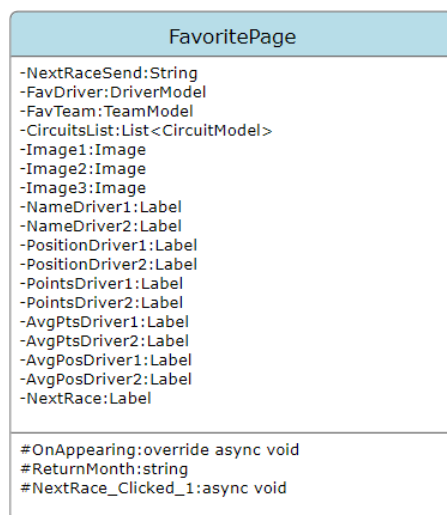 FavoritePage
-NextRaceSend:String
-FavDriver:DriverModel
-FavTeam:TeamModel
-CircuitsList:List<CircuitModel>
-Image1:Image
-Image2:Image
-Image3:Image
-NameDriver1:Label
-NameDriver2:Label
-PositionDriver1:Label
-PositionDriver2:Label
-PointsDriver1:Label
-PointsDriver2:Label
-AvgPtsDriver1:Label
-AvgPtsDriver2:Label
-AvgPosDriver1:Label
-AvgPosDriver2:Label
-NextRace:Label
#OnAppearing:override async void
#ReturnMonth:string
#NextRace_Clicked_1:async void